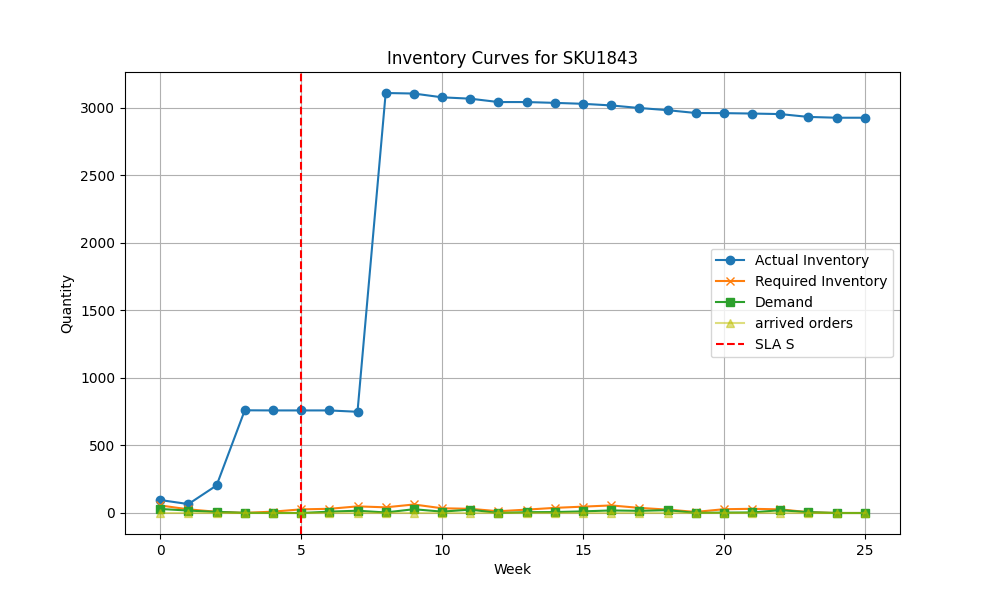 Inventory Curves for SKU1843
Quantity
3000
2500
2000
1500
1000
500
0
Actual Inventory
Required Inventory
Demand
arrived orders
SLA S
0 5 10 15 20 25
Week